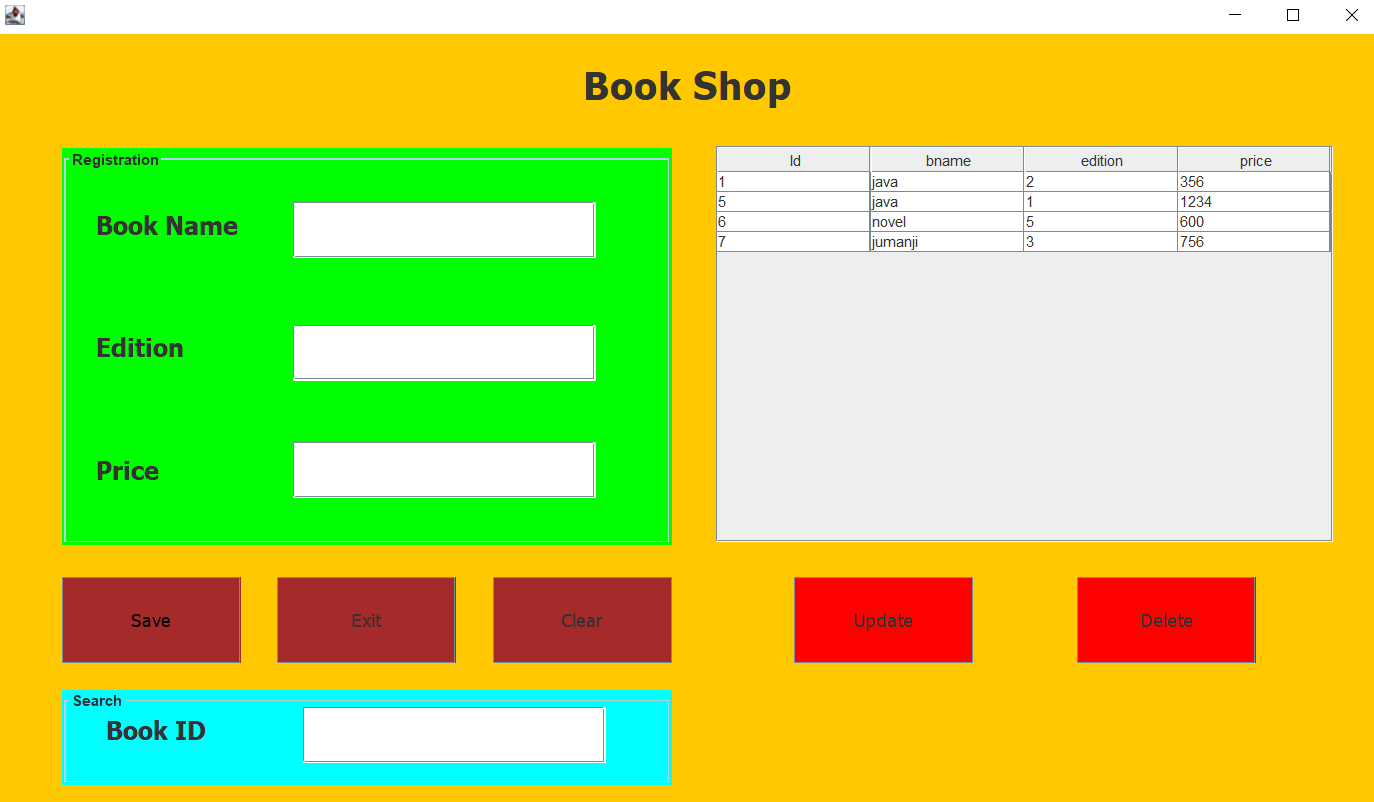 Book Shop
Registration
Book Name
Edition
Price
Id bname edition price
1 java 2 356
5 java 1 1234
6 novel 5 600
7 jumanji 3 756
Save Exit Clear Update Delete
Search
Book ID